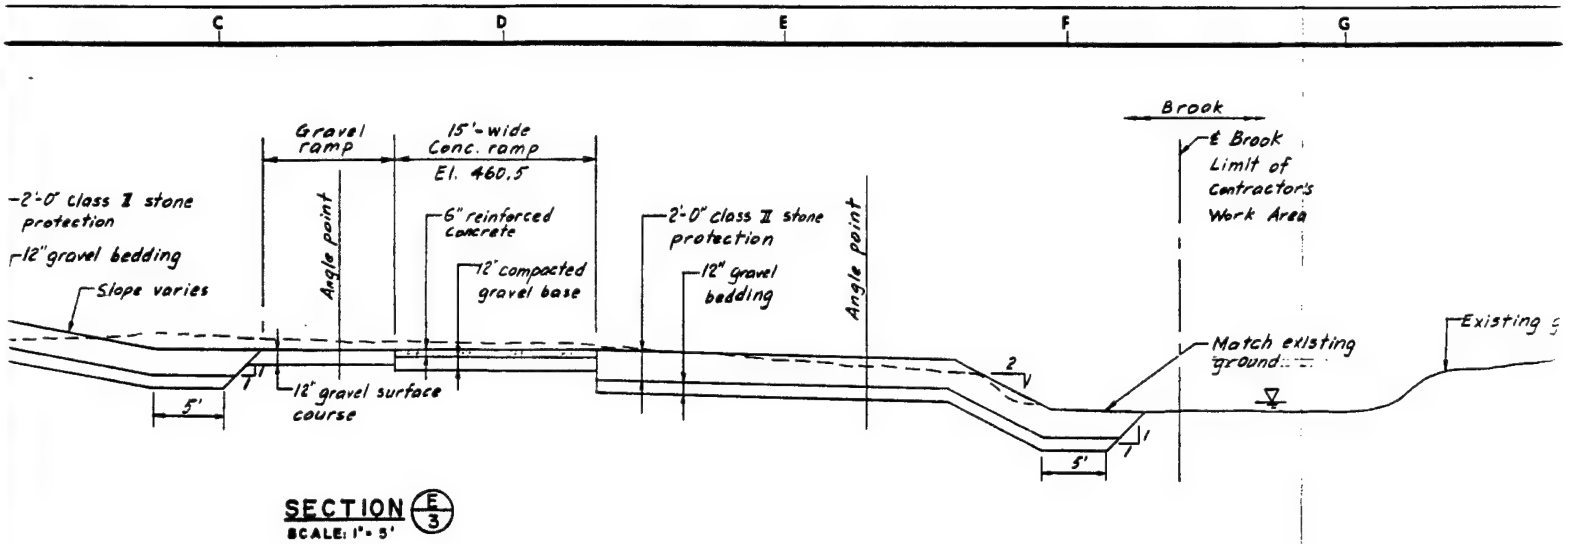 C D E F G
Brook
Gravel
ramp
15'-wide
Conc. ramp
El. 460.5
℄ Brook
Limit of
Contractor's
Work Area
2'-0" class II stone
protection
12" gravel bedding
Slope varies
Angle point
6" reinforced
concrete
12" compacted
gravel base
2'-0" class II stone
protection
12" gravel
bedding
Angle point
Match existing
ground
Existing
2
1
1
1
1
12" gravel surface
course
5'
5'
SECTION E
3
SCALE: 1"= 5'